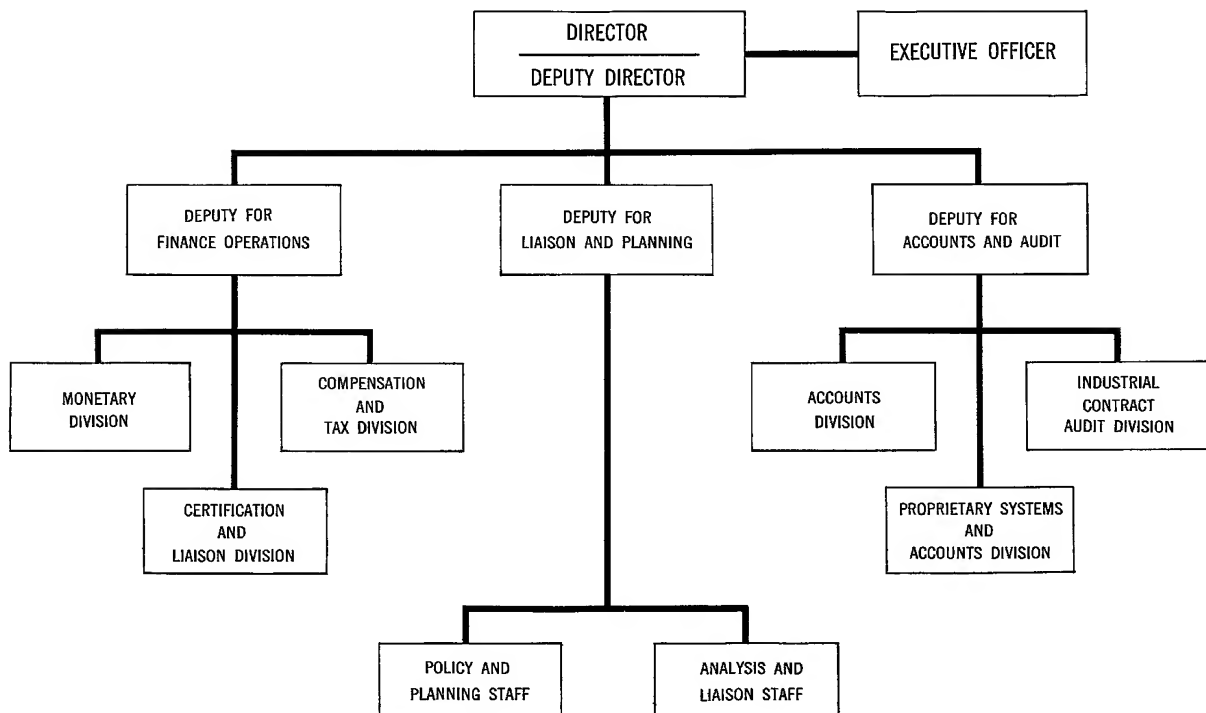 DIRECTOR
DEPUTY DIRECTOR
EXECUTIVE OFFICER
DEPUTY FOR
FINANCE OPERATIONS
DEPUTY FOR
LIAISON AND PLANNING
DEPUTY FOR
ACCOUNTS AND AUDIT
MONETARY
DIVISION
COMPENSATION
AND
TAX DIVISION
ACCOUNTS
DIVISION
INDUSTRIAL
CONTRACT
AUDIT DIVISION
CERTIFICATION
AND
LIAISON DIVISION
PROPRIETARY SYSTEMS
AND
ACCOUNTS DIVISION
POLICY AND
PLANNING STAFF
ANALYSIS AND
LIAISON STAFF